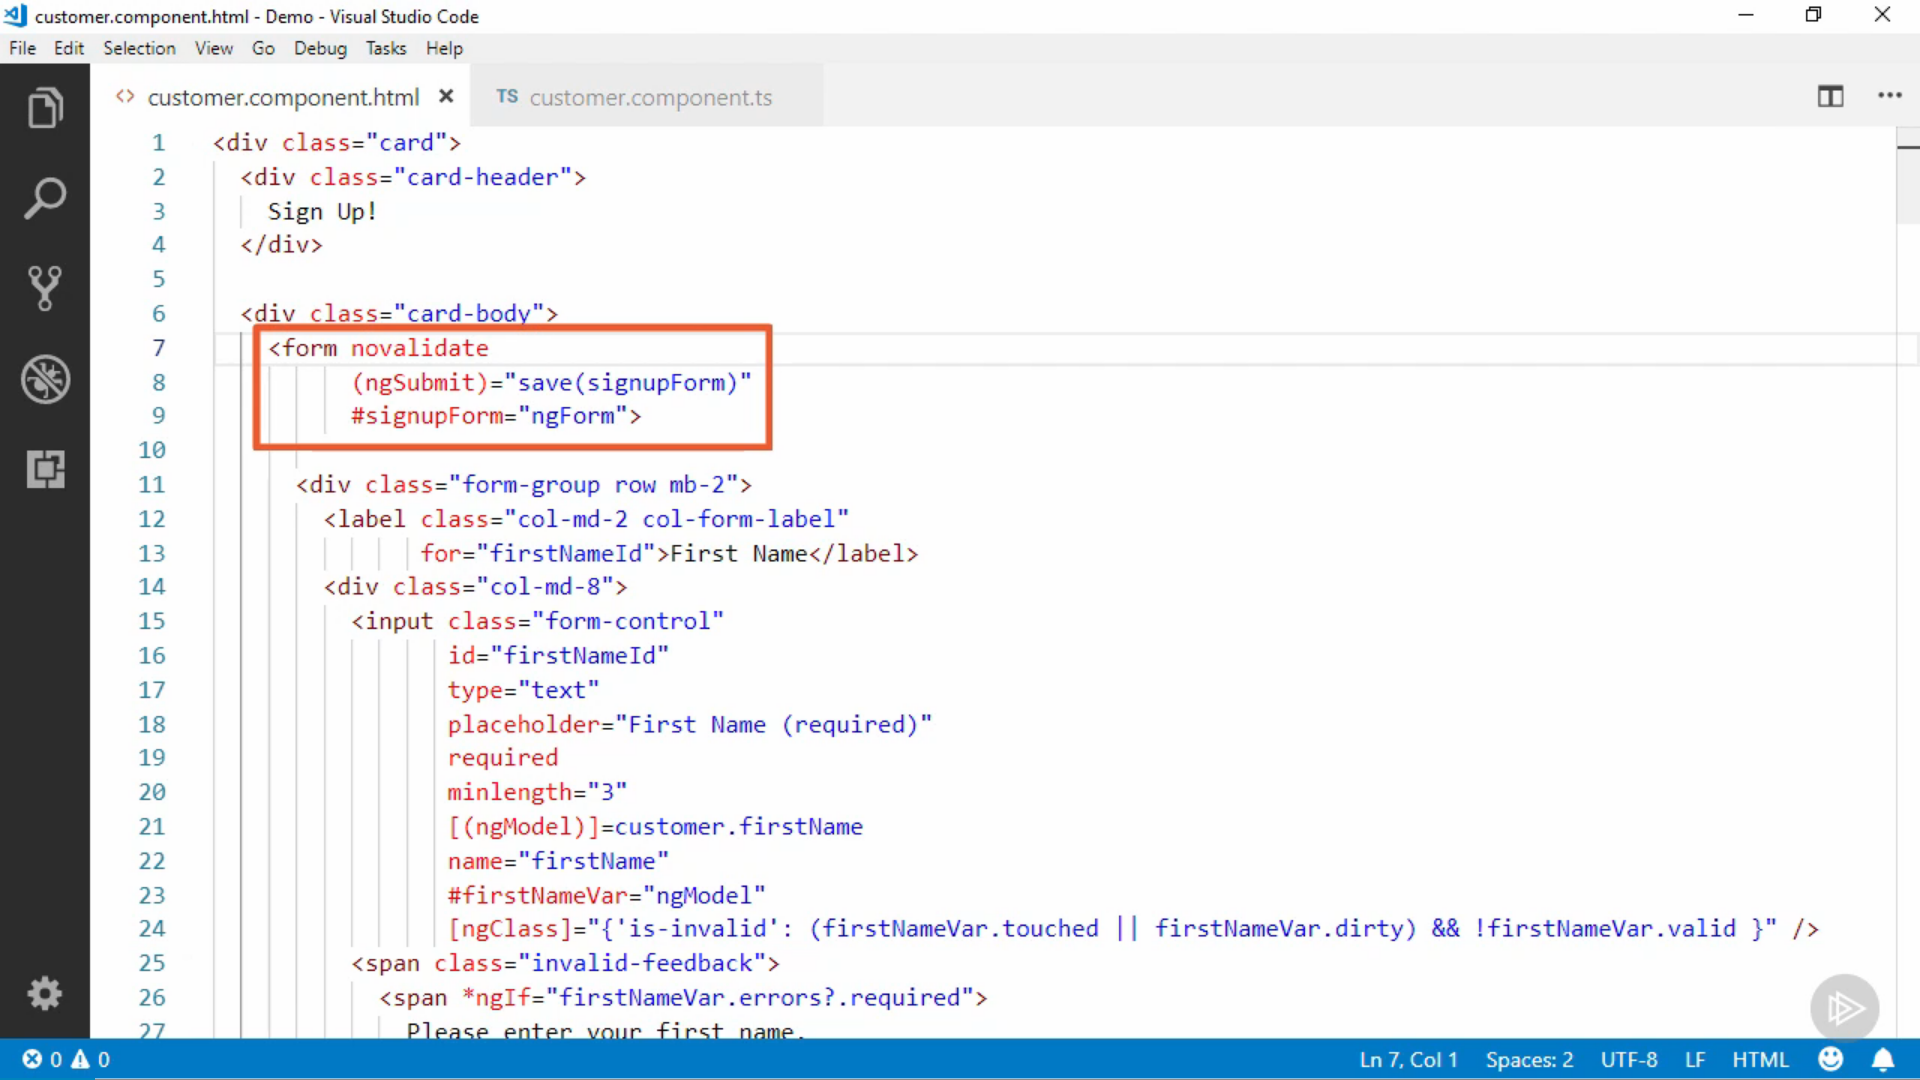 customer.component.html - Demo - Visual Studio Code
File Edit Selection View Go Debug Tasks Help
<> customer.component.html TS customer.component.ts
1 <div class="card">
2 <div class="card-header">
3 Sign Up!
4 </div>
5
6 <div class="card-body">
7 <form novalidate
8 (ngSubmit)="save(signupForm)"
9 #signupForm="ngForm">
10
11 <div class="form-group row mb-2">
12 <label class="col-md-2 col-form-label"
13 for="firstNameId">First Name</label>
14 <div class="col-md-8">
15 <input class="form-control"
16 id="firstNameId"
17 type="text"
18 placeholder="First Name (required)"
19 required
20 minlength="3"
21 [(ngModel)]=customer.firstName
22 name="firstName"
23 #firstNameVar="ngModel"
24 [ngClass]="{'is-invalid': (firstNameVar.touched || firstNameVar.dirty) && !firstNameVar.valid }" />
25 <span class="invalid-feedback">
26 <span *ngIf="firstNameVar.errors?.required">
27 Please enter your first name.
0 0 Ln 7, Col 1 Spaces: 2 UTF-8 LF HTML